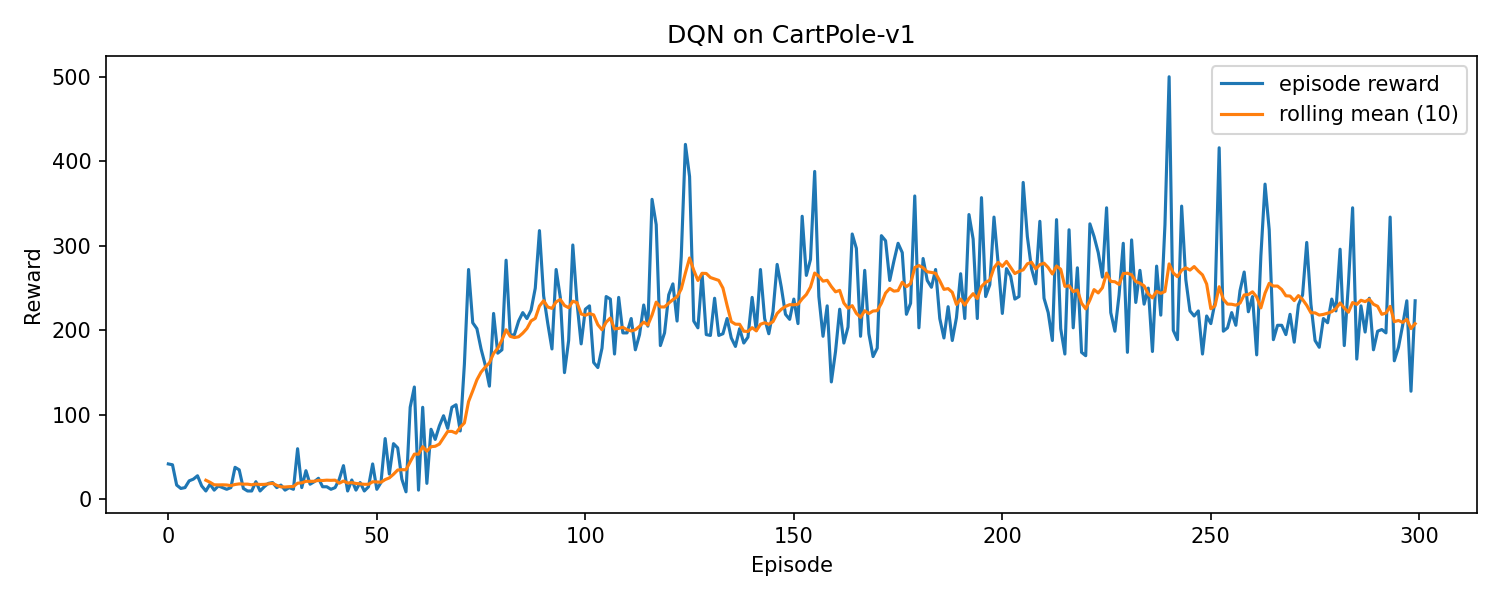 DQN on CartPole-v1
episode reward
rolling mean (10)
500
400
300
200
100
0
Reward
0 50 100 150 200 250 300
Episode